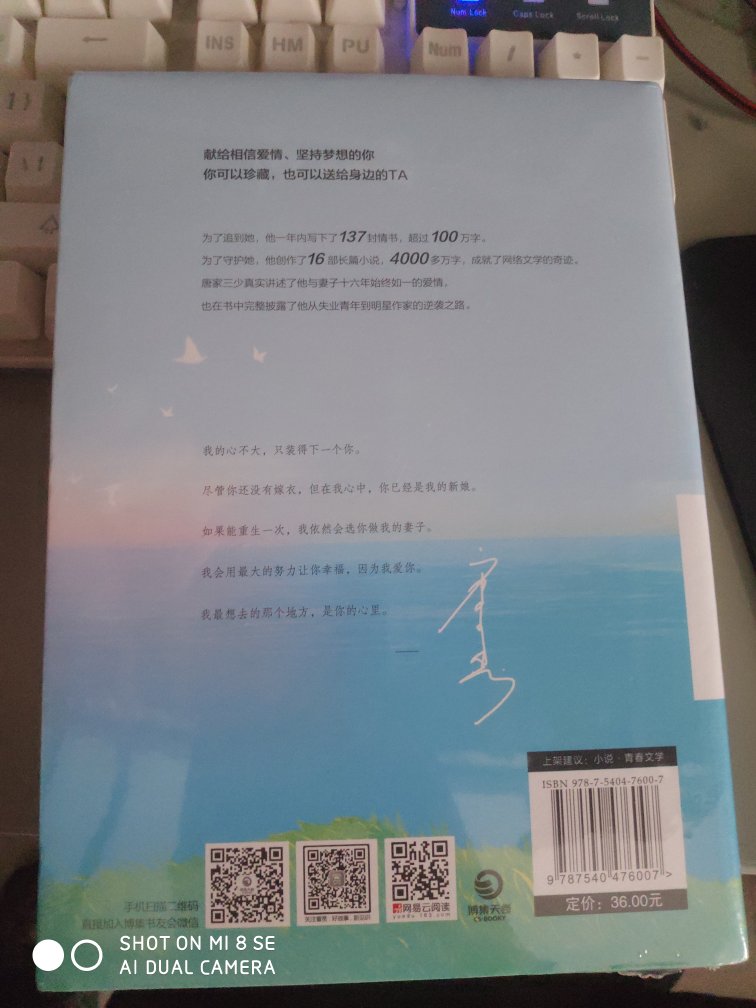 Num Lock
Caps Lock
Scroll Lock
INS
HM
PU
Num
/
*
-
献给相信爱情、坚持梦想的你
你可以珍藏，也可以送给身边的TA
为了追到她，他一年内写下了137封情书，超过100万字。
为了守护她，他创作了16部长篇小说，4000多万字，成就了网络文学的奇迹。
唐家三少真实讲述了他与妻子十六年始终如一的爱情，
也在书中完整披露了他从失业青年到明星作家的逆袭之路。
我的心不大，只装得下一个你。
尽管你还没有嫁衣，但在我心中，你已经是我的新娘。
如果能重生一次，我依然会选你做我的妻子。
我会用最大的努力让你幸福，因为我爱你。
我最想去的那个地方，是你的心里。
上架建议：小说·青春文学
ISBN 978-7-5404-7600-7
9 787540 476007 >
定价：36.00元
手机扫描二维码
直接加入博集书友会微信
网易云阅读
yuedu.163.com
博集天卷
CS-BOOKY
SHOT ON MI 8 SE
AI DUAL CAMERA